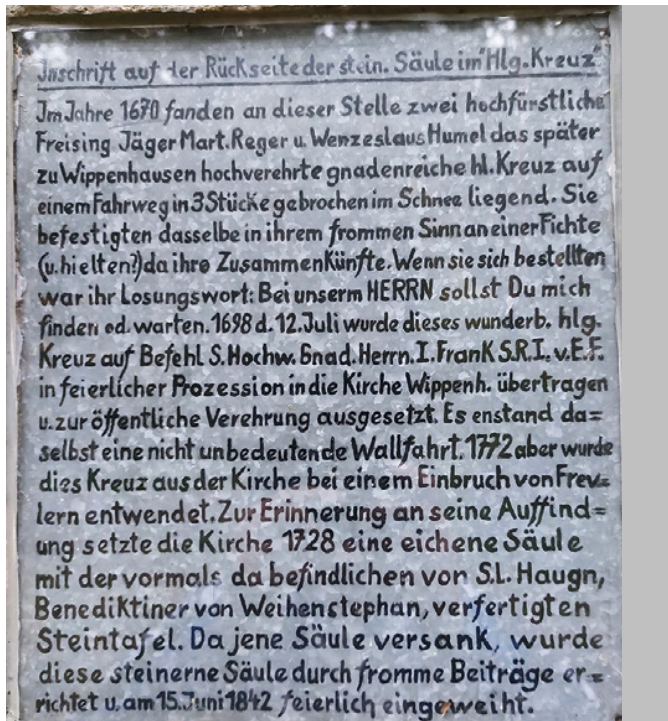 Inschrift auf der Rückseite der stein. Säule im "Hlg. Kreuz"
Im Jahre 1670 fanden an dieser Stelle zwei hochfürstliche
Freising Jäger Mart. Reger u. Wenzeslaus Humel das später
zu Wippenhausen hochverehrte gnadenreiche hl. Kreuz auf
einem Fahrweg in 3 Stücke gebrochen im Schnee liegend. Sie
befestigten dasselbe in ihrem frommen Sinn an einer Fichte
(u. hielten?) da ihre Zusammenkünfte. Wenn sie sich bestellten
war ihr Losungswort: Bei unserm HERRN sollst Du mich
finden od. warten. 1698 d. 12. Juli wurde dieses wunderb. hlg.
Kreuz auf Befehl S. Hochw. Gnad. Herrn. I. Frank S.R.I. v. E.F.
in feierlicher Prozession in die Kirche Wippenh. übertragen
u. zur öffentliche Verehrung ausgesetzt. Es enstand da=
selbst eine nicht unbedeutende Wallfahrt. 1772 aber wurde
dies Kreuz aus der Kirche bei einem Einbruch von Frev=
lern entwendet. Zur Erinnerung an seine Auffind=
ung setzte die Kirche 1728 eine eichene Säule
mit der vormals da befindlichen von S.L. Haugn,
Benediktiner von Weihenstephan, verfertigten
Steintafel. Da jene Säule versank, wurde
diese steinerne Säule durch fromme Beiträge er=
richtet u. am 15. Juni 1842 feierlich eingeweiht.